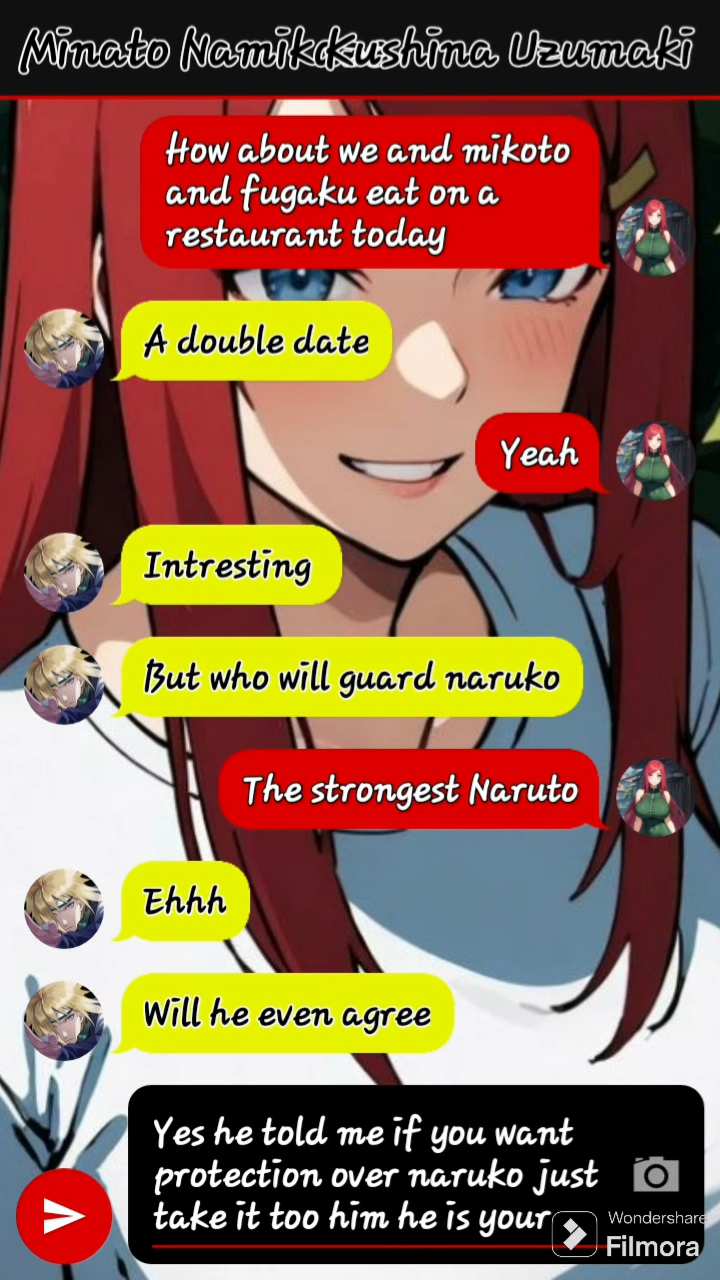 Minato Namik Kushina Uzumaki
How about we and mikoto
and fugaku eat on a
restaurant today
A double date
Yeah
Intresting
But who will guard naruko
The strongest Naruto
Ehhh
Will he even agree
Yes he told me if you want
protection over naruko just
take it too him he is your
Wondershare
Filmora